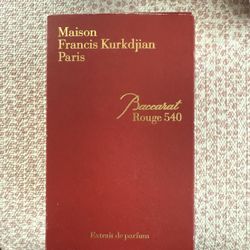 Maison
Francis Kurkdjian
Paris
Baccarat
Rouge 540
Extrait de parfum